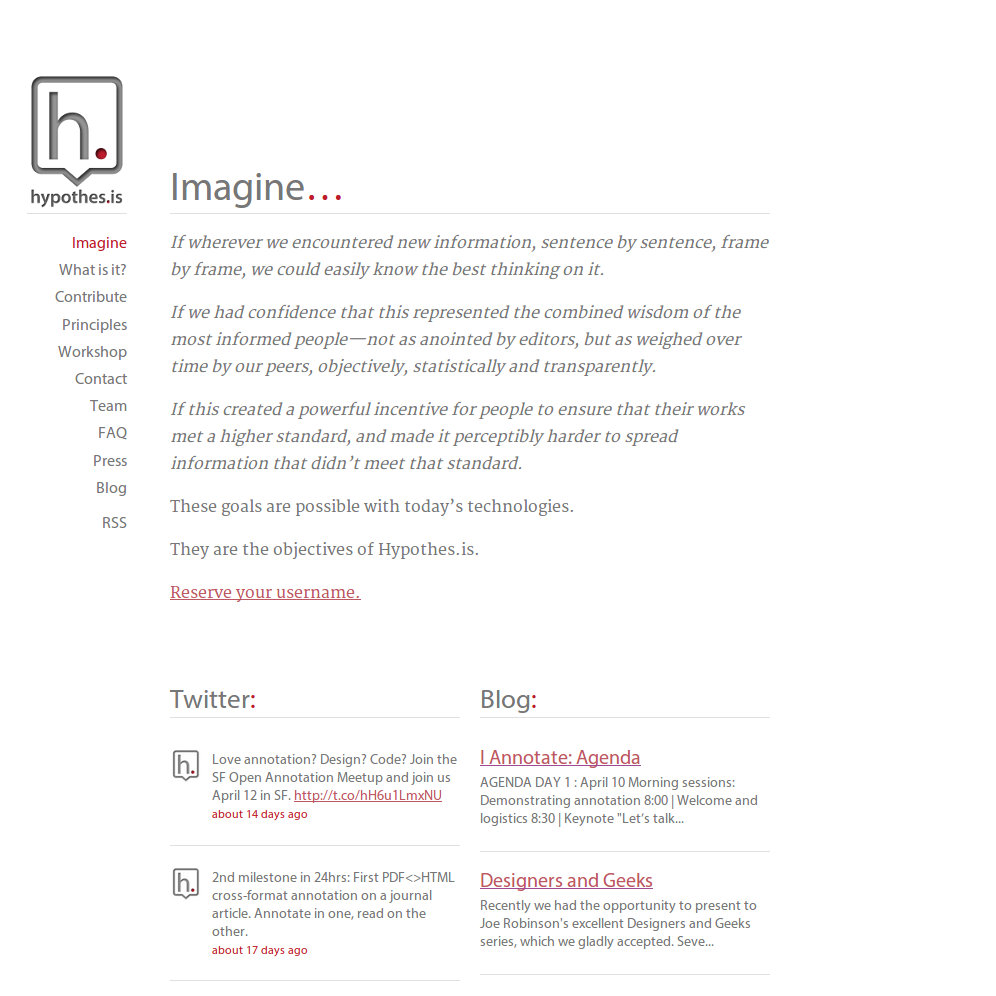 h.
hypothes.is
Imagine
What is it?
Contribute
Principles
Workshop
Contact
Team
FAQ
Press
Blog
RSS
Imagine...
If wherever we encountered new information, sentence by sentence, frame
by frame, we could easily know the best thinking on it.
If we had confidence that this represented the combined wisdom of the
most informed people—not as anointed by editors, but as weighed over
time by our peers, objectively, statistically and transparently.
If this created a powerful incentive for people to ensure that their works
met a higher standard, and made it perceptibly harder to spread
information that didn’t meet that standard.
These goals are possible with today’s technologies.
They are the objectives of Hypothes.is.
Reserve your username.
Twitter:
h.
Love annotation? Design? Code? Join the
SF Open Annotation Meetup and join us
April 12 in SF. http://t.co/hH6u1LmxNU
about 14 days ago
h.
2nd milestone in 24hrs: First PDF<>HTML
cross-format annotation on a journal
article. Annotate in one, read on the
other.
about 17 days ago
Blog:
I Annotate: Agenda
AGENDA DAY 1 : April 10 Morning sessions:
Demonstrating annotation 8:00 | Welcome and
logistics 8:30 | Keynote "Let’s talk...
Designers and Geeks
Recently we had the opportunity to present to
Joe Robinson's excellent Designers and Geeks
series, which we gladly accepted. Seve...